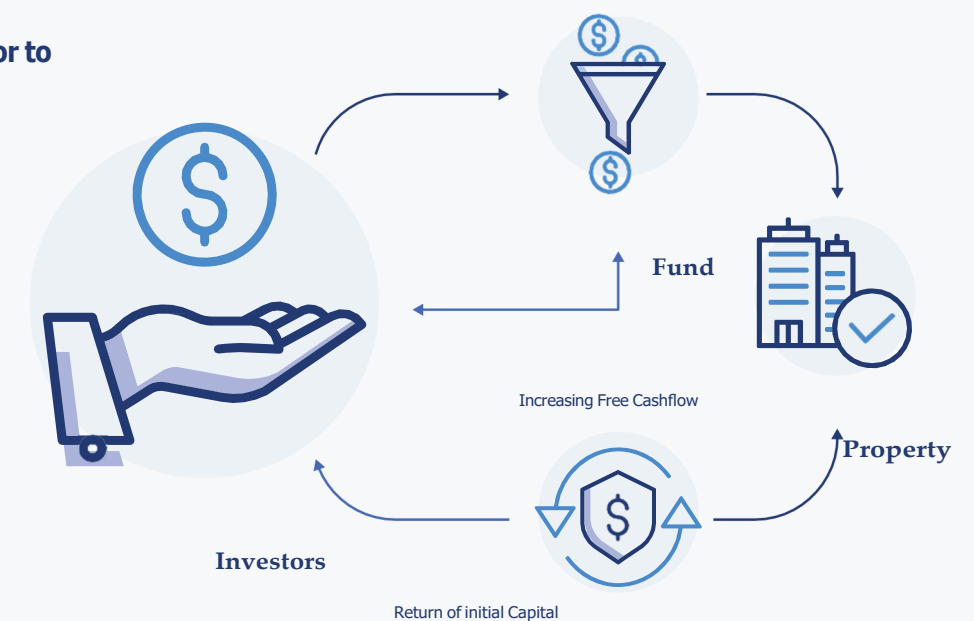 or to
Fund
Increasing Free Cashflow
Property
Investors
Return of initial Capital